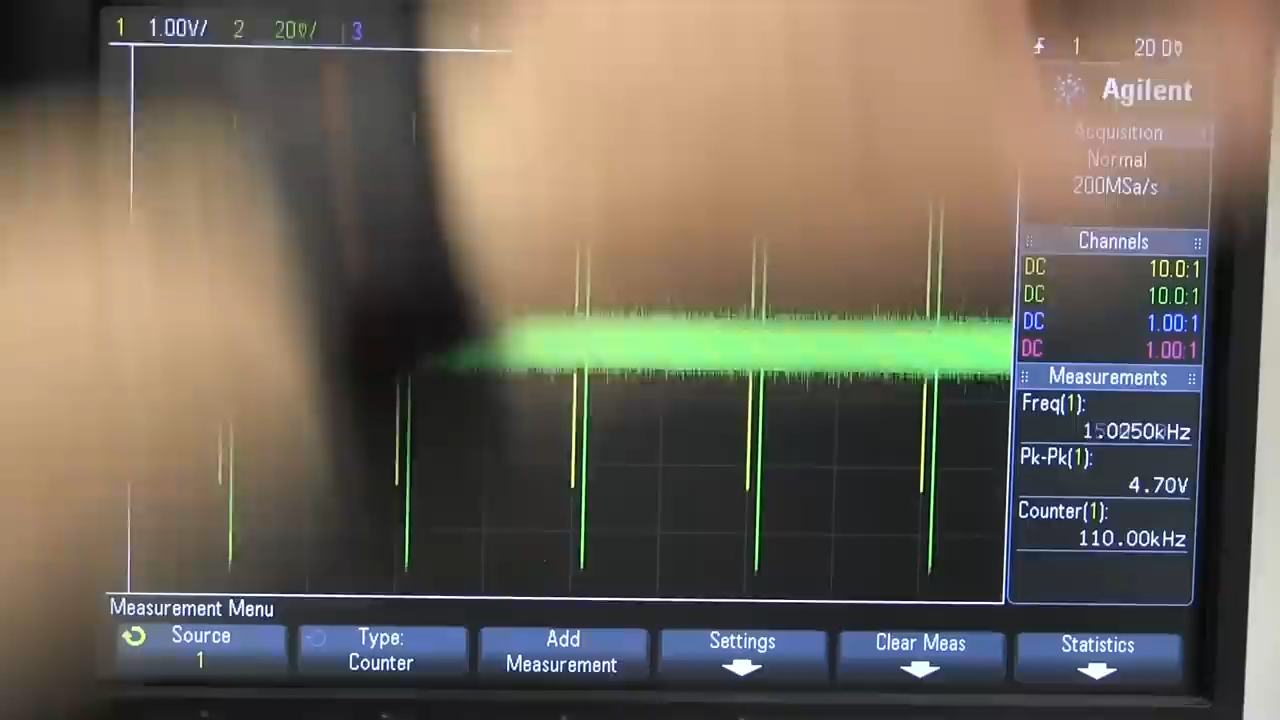 1 1.00V/ 2 20V/ 3
1
Agilent
Acquisition
Normal
200MSa/s
Channels
DC 10.0:1
DC 10.0:1
DC 1.00:1
DC 1.00:1
Measurements
Freq(1):
Pk-Pk(1):
4.70V
Counter(1):
110.00kHz
Measurement Menu
Source
1
Type:
Counter
Add
Measurement
Settings
Clear Meas
Statistics